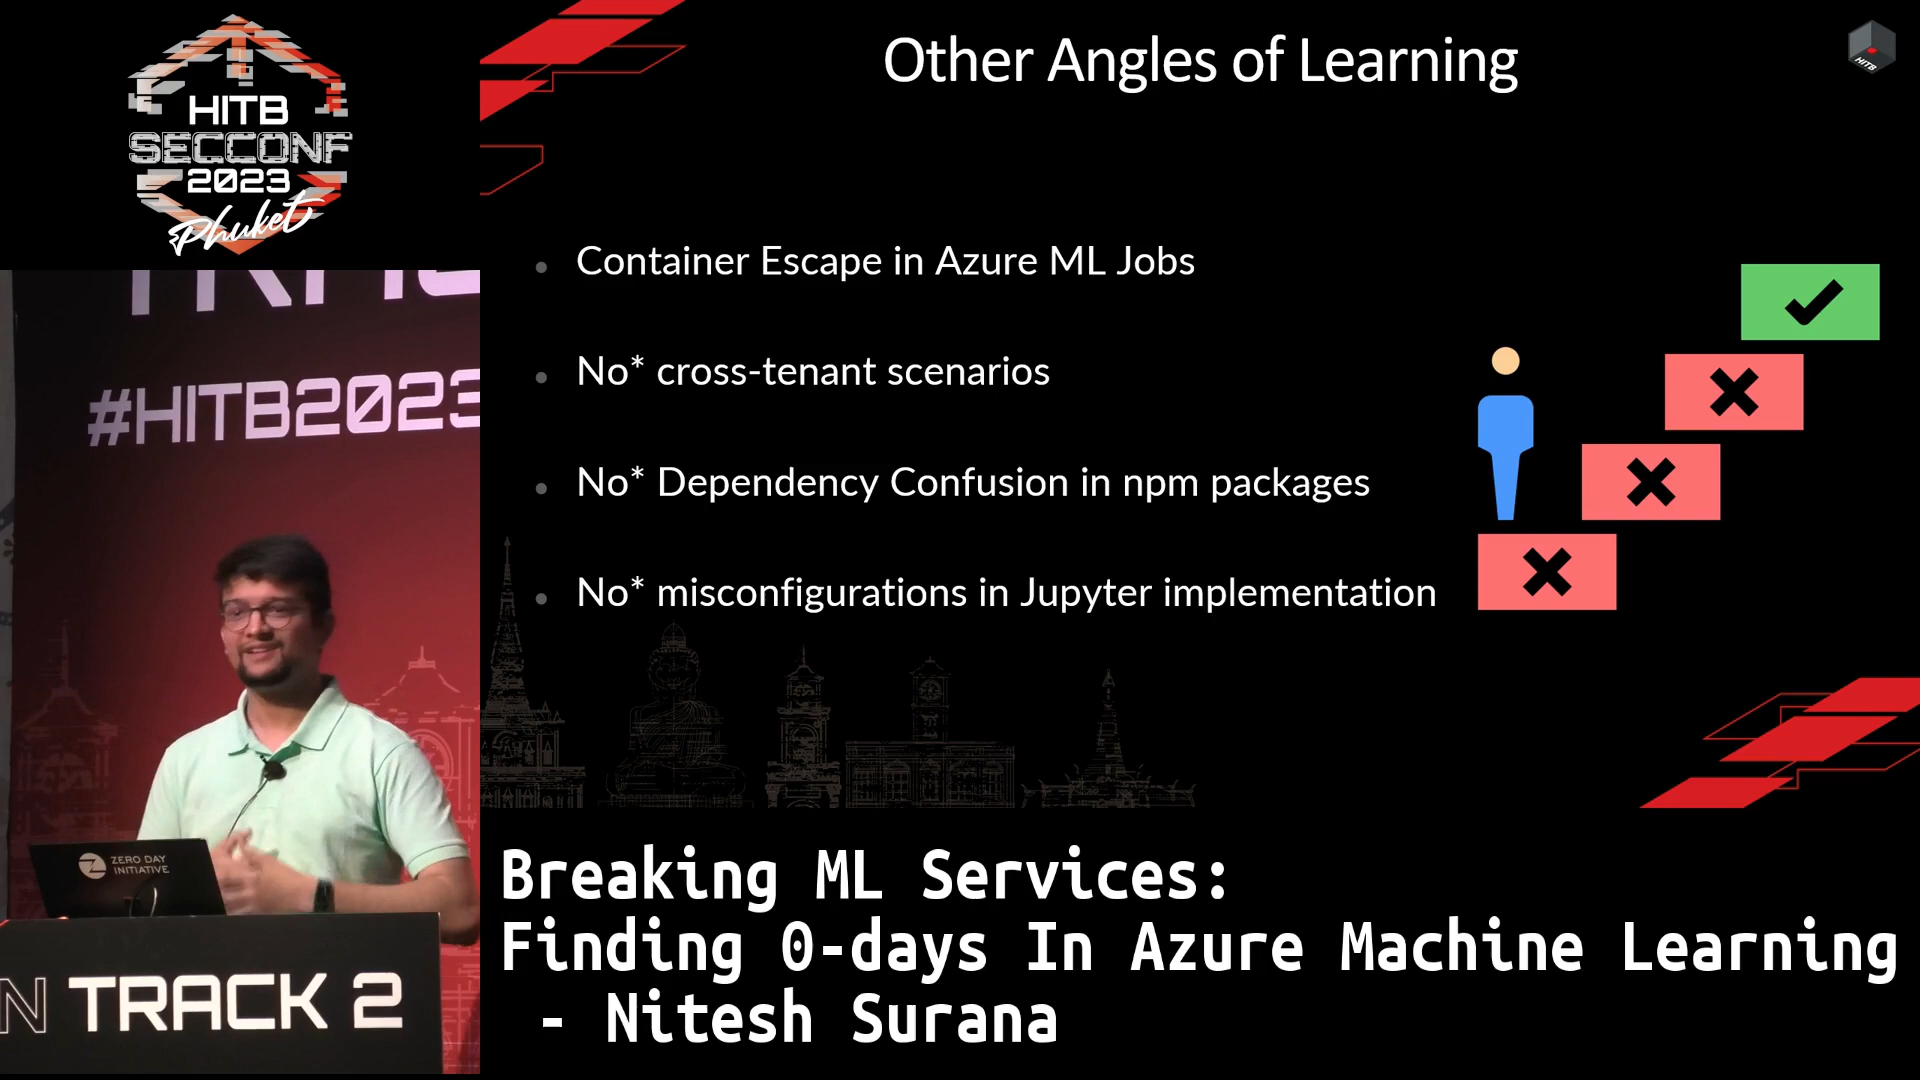 HITB
SECCONF
2023
Phuket
Other Angles of Learning
HITB
Container Escape in Azure ML Jobs
No* cross-tenant scenarios
No* Dependency Confusion in npm packages
No* misconfigurations in Jupyter implementation
#HITB2023
ZERO DAY
INITIATIVE
N TRACK 2
Breaking ML Services:
Finding 0-days In Azure Machine Learning
- Nitesh Surana